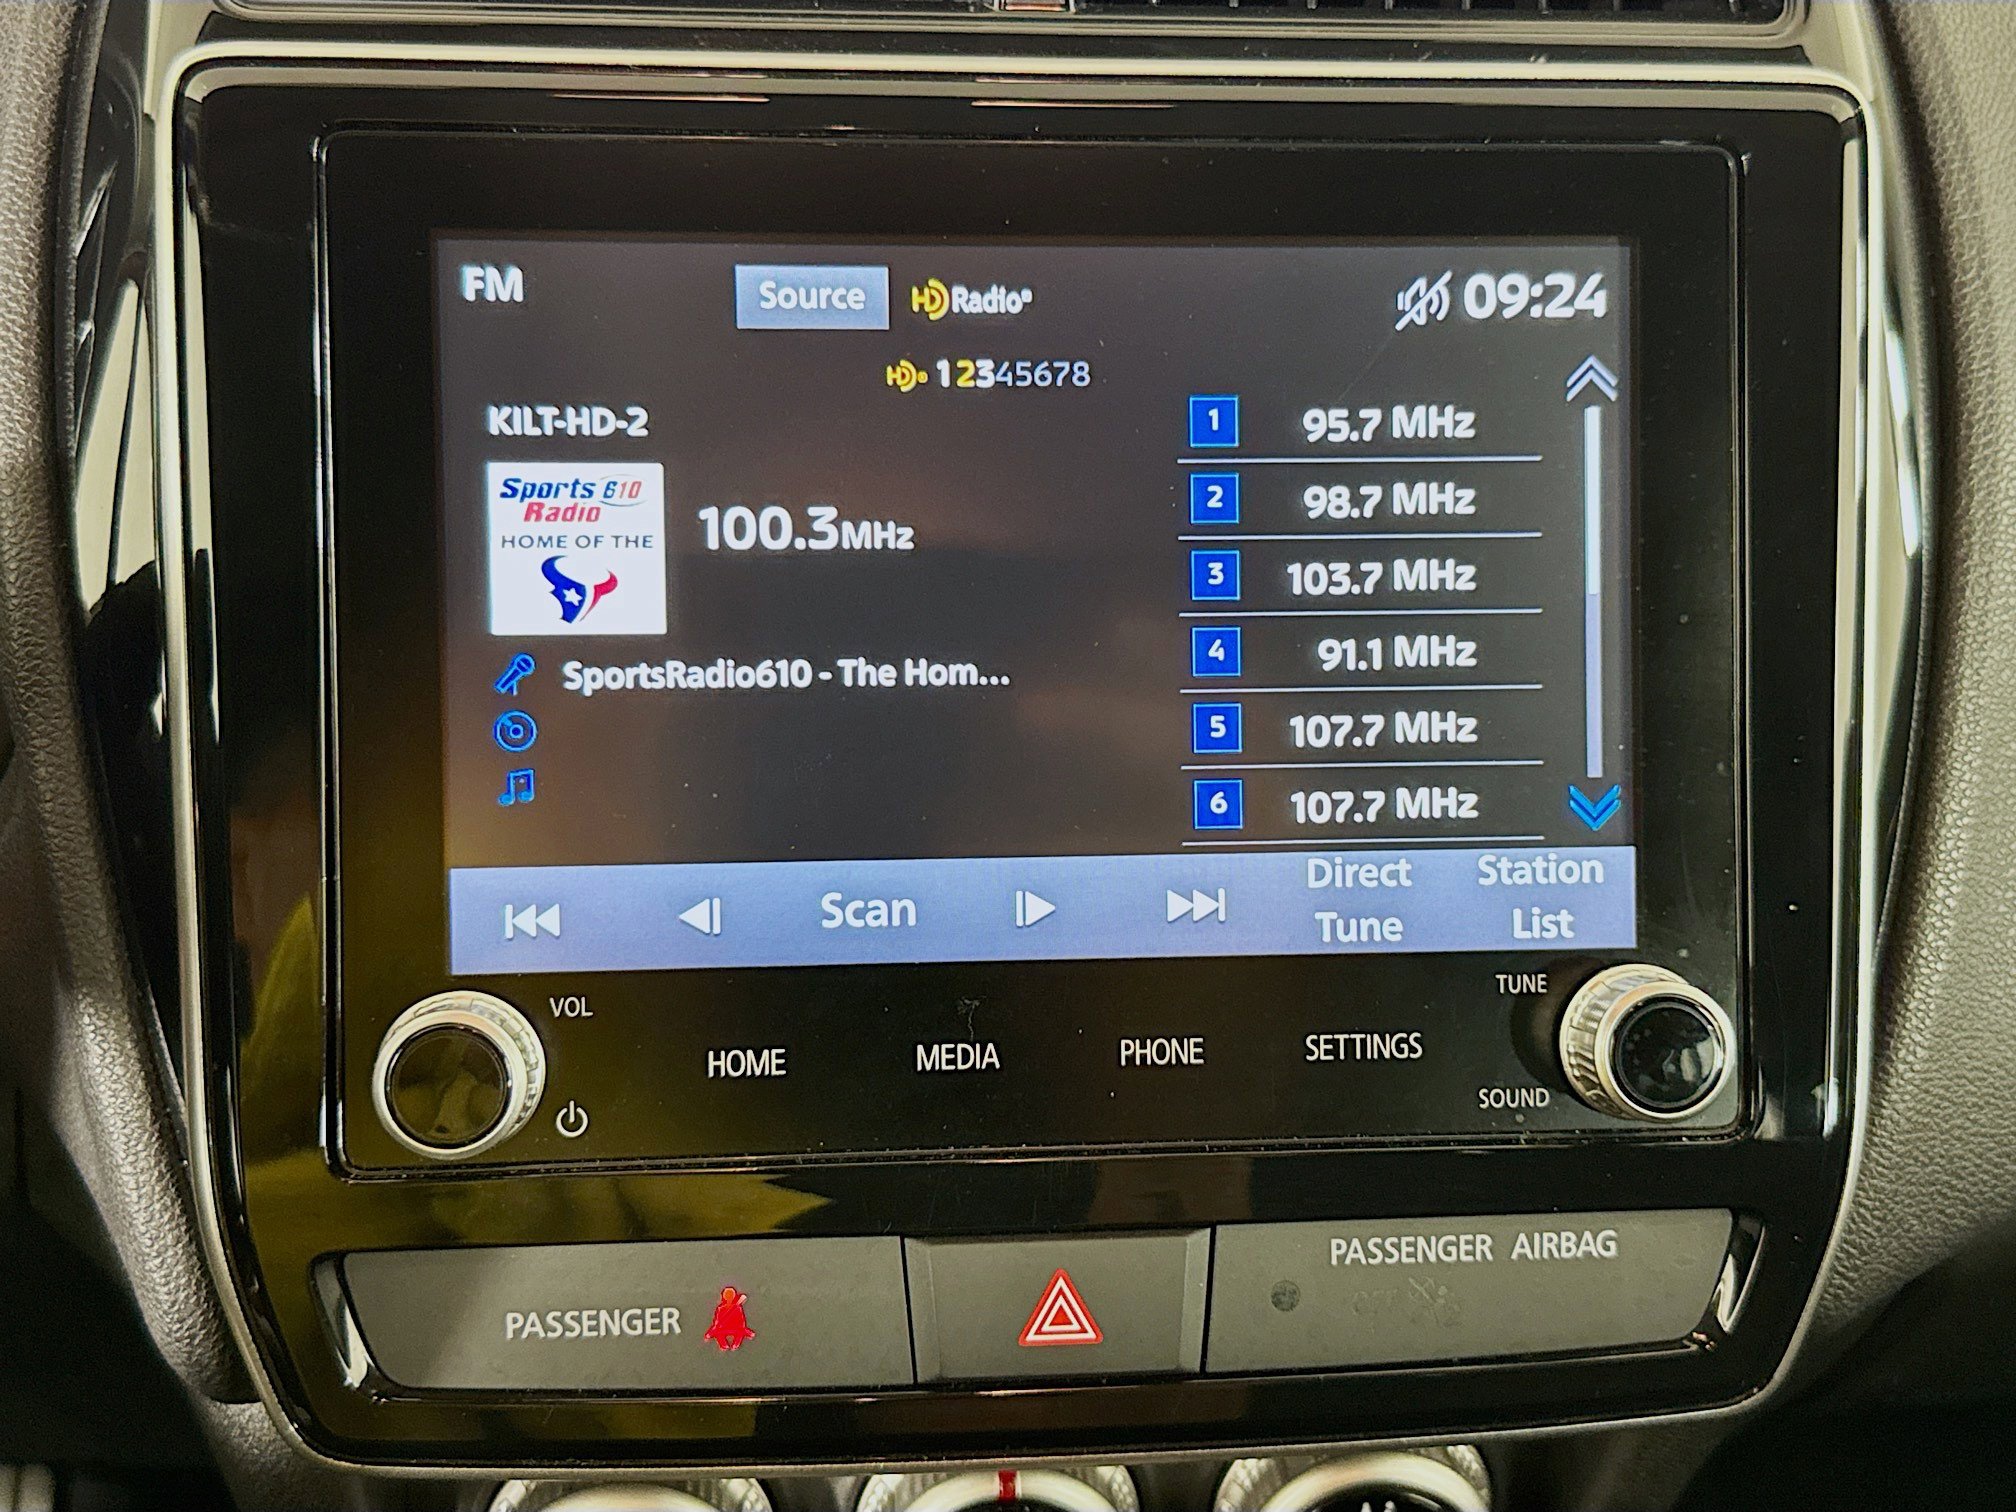 FM
Source
HD Radio®
09:24
HD 12345678
KILT-HD-2
Sports 610
Radio
HOME OF THE
100.3MHz
SportsRadio610 - The Hom...
1 95.7 MHz
2 98.7 MHz
3 103.7 MHz
4 91.1 MHz
5 107.7 MHz
6 107.7 MHz
Scan
Direct
Tune
Station
List
VOL
HOME
MEDIA
PHONE
SETTINGS
TUNE
SOUND
PASSENGER
PASSENGER AIRBAG